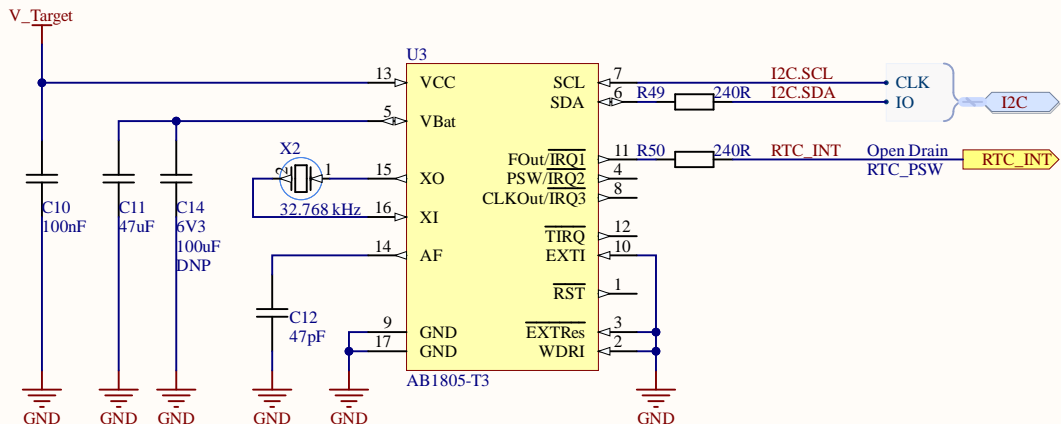 V_Target
U3
13
VCC
5
VBat
X2
2
1
32.768 kHz
15
XO
16
XI
14
AF
C10
100nF
C11
47uF
C14
6V3
100uF
DNP
C12
47pF
9
GND
17
GND
SCL
7
I2C.SCL
CLK
SDA
6
R49
240R
I2C.SDA
IO
I2C
FOut/IRQ1
11
R50
240R
RTC_INT
Open Drain
RTC_PSW
RTC_INT
PSW/IRQ2
4
CLKOut/IRQ3
8
TIRQ
12
EXTI
10
RST
1
EXTRes
3
WDRI
2
AB1805-T3
GND
GND
GND
GND
GND
GND